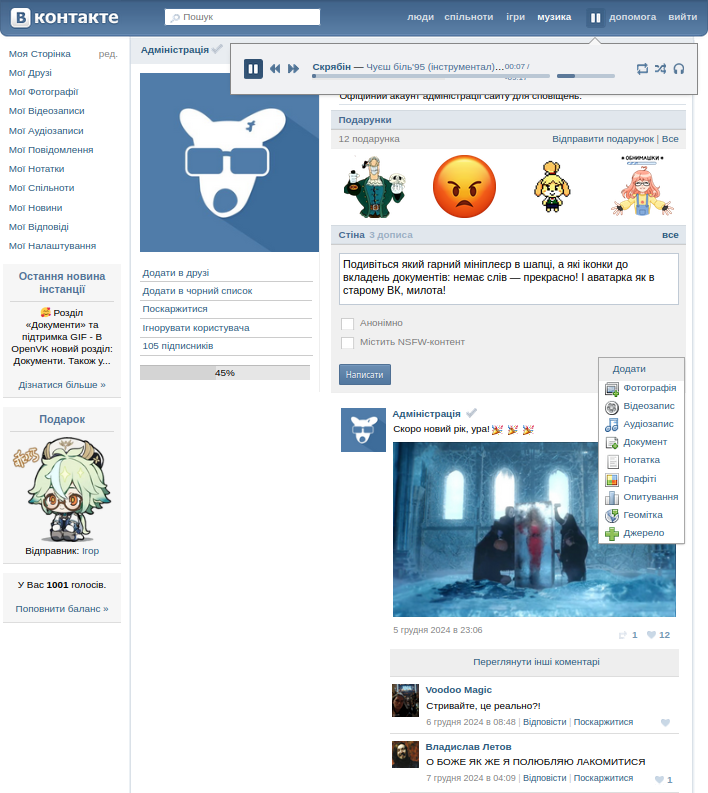 В контакте
Пошук
люди спільноти ігри музика допомога вийти
Моя Сторінка ред.
Мої Друзі
Мої Фотографії
Мої Відеозаписи
Мої Аудіозаписи
Мої Повідомлення
Мої Нотатки
Мої Спільноти
Мої Новини
Мої Відповіді
Мої Налаштування
Остання новина
інстанції
🥰 Розділ
«Документи» та
підтримка GIF - В
OpenVK новий розділ:
Документи. Також у...
Дізнатися більше »
Подарок
Відправник: Ігор
У Вас 1001 голосів.
Поповнити баланс »
Адміністрація
Скрябін — Чуєш біль'95 (інструментал)... 00:07 /
Офіційний акаунт адміністрації сайту для сповіщень.
Додати в друзі
Додати в чорний список
Поскаржитися
Ігнорувати користувача
105 підписників
45%
Подарунки
12 подарунка Відправити подарунок | Все
ОБНИМАШКИ
Стіна 3 дописа все
Подивіться який гарний мініплеєр в шапці, а які іконки до
вкладень документів: немає слів — прекрасно! І аватарка як в
старому ВК, милота!
Анонімно
Містить NSFW-контент
Написати
Додати
Фотографія
Відеозапис
Аудіозапис
Документ
Нотатка
Графіті
Опитування
Геомітка
Джерело
Адміністрація
Скоро новий рік, ура! 🎉 🎉 🎉
5 грудня 2024 в 23:06
1 12
Переглянути інші коментарі
Voodoo Magic
Стривайте, це реально?!
6 грудня 2024 в 08:48 | Відповісти | Поскаржитися
Владислав Летов
О БОЖЕ ЯК ЖЕ Я ПОЛЮБЛЯЮ ЛАКОМИТИСЯ
7 грудня 2024 в 04:09 | Відповісти | Поскаржитися
1